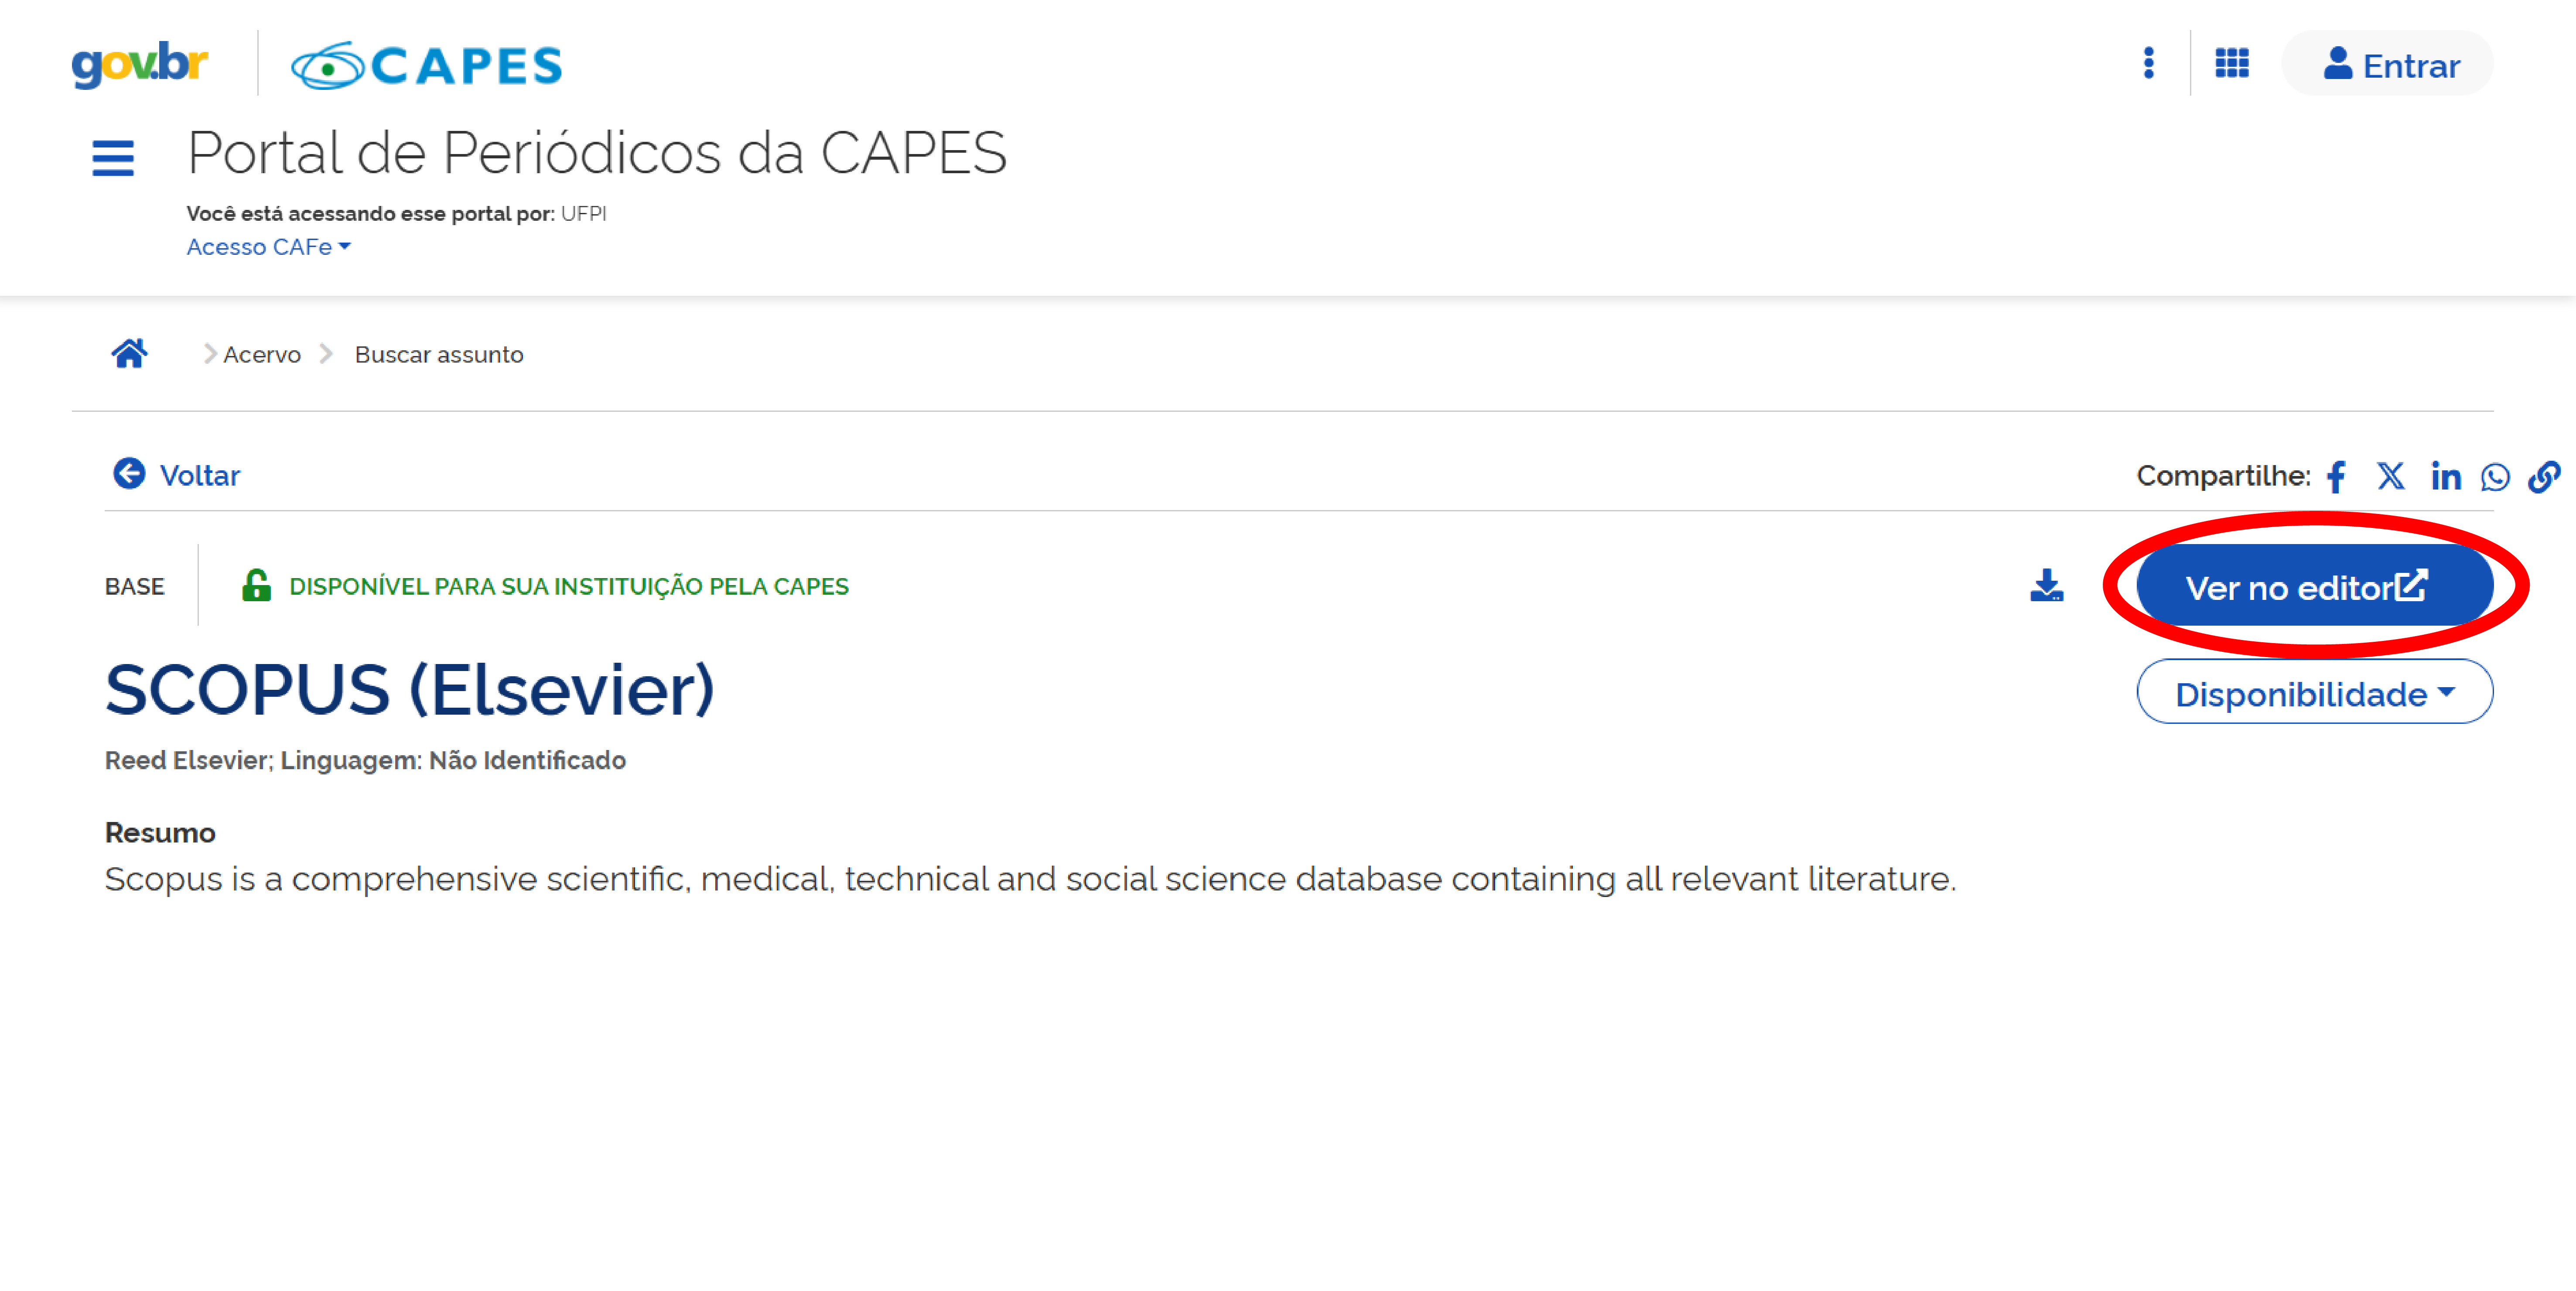 gov.br
CAPES
Entrar
Portal de Periódicos da CAPES
Você está acessando esse portal por: UFPI
Acesso CAFe
Acervo
Buscar assunto
Voltar
Compartilhe:
BASE
DISPONÍVEL PARA SUA INSTITUIÇÃO PELA CAPES
Ver no editor
SCOPUS (Elsevier)
Disponibilidade
Reed Elsevier; Linguagem: Não Identificado
Resumo
Scopus is a comprehensive scientific, medical, technical and social science database containing all relevant literature.